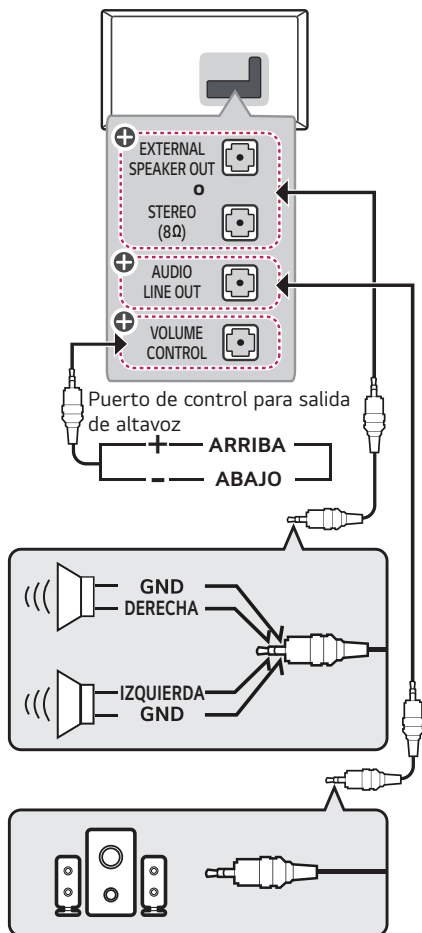 EXTERNAL
SPEAKER OUT
o
STEREO
(8Ω)
AUDIO
LINE OUT
VOLUME
CONTROL
Puerto de control para salida
de altavoz
+ ARRIBA
- ABAJO
GND
DERECHA
IZQUIERDA
GND